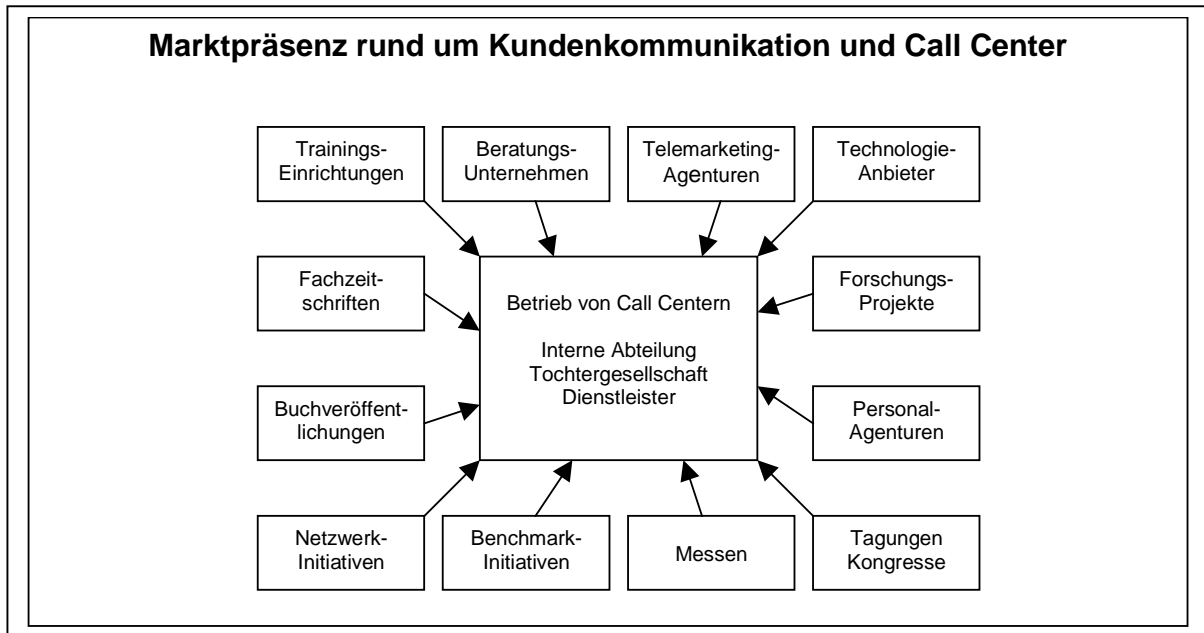 Marktpräsenz rund um Kundenkommunikation und Call Center
Trainings-
Einrichtungen
Beratungs-
Unternehmen
Telemarketing-
Agenturen
Technologie-
Anbieter
Fachzeit-
schriften
Betrieb von Call Centern
Interne Abteilung
Tochtergesellschaft
Dienstleister
Forschungs-
Projekte
Buchveröffent-
lichungen
Personal-
Agenturen
Netzwerk-
Initiativen
Benchmark-
Initiativen
Messen
Tagungen
Kongresse